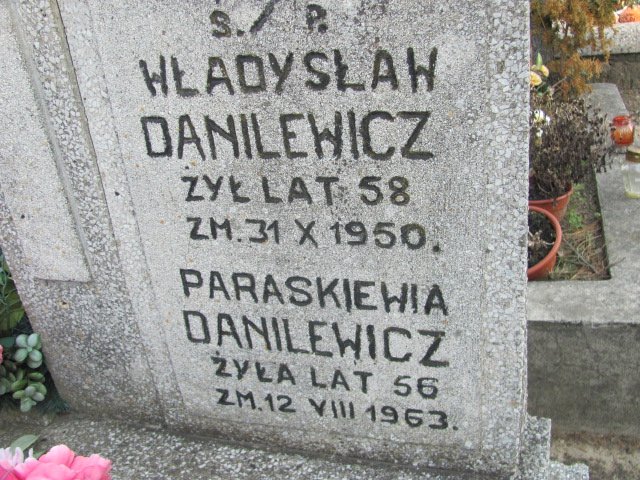 Ś./P.
WŁADYSŁAW
DANILEWICZ
ŻYŁ LAT 58
ZM. 31 X 1950.
PARASKIEWIA
DANILEWICZ
ŻYŁA LAT 56
ZM. 12 VIII 1963.